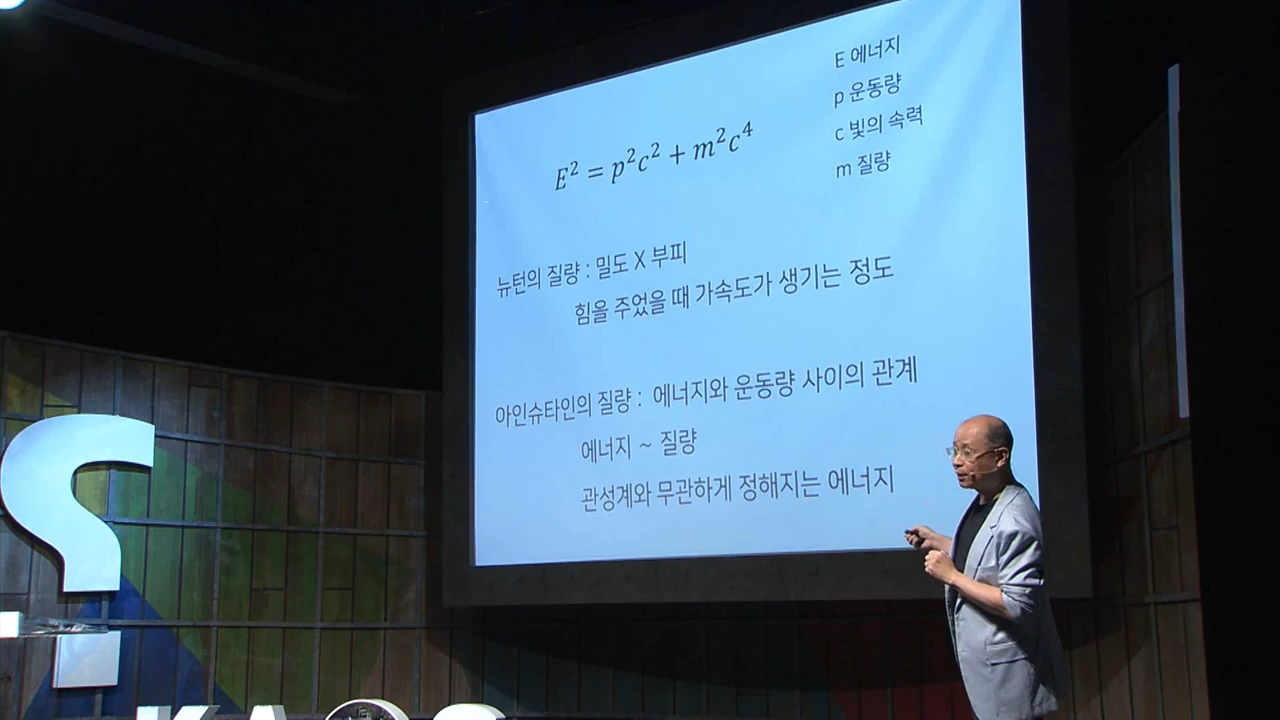 E 에너지
p 운동량
c 빛의 속력
m 질량
E² = p²c² + m²c⁴
뉴턴의 질량 : 밀도 X 부피
힘을 주었을 때 가속도가 생기는 정도
아인슈타인의 질량 : 에너지와 운동량 사이의 관계
에너지 ~ 질량
관성계와 무관하게 정해지는 에너지
KAOS